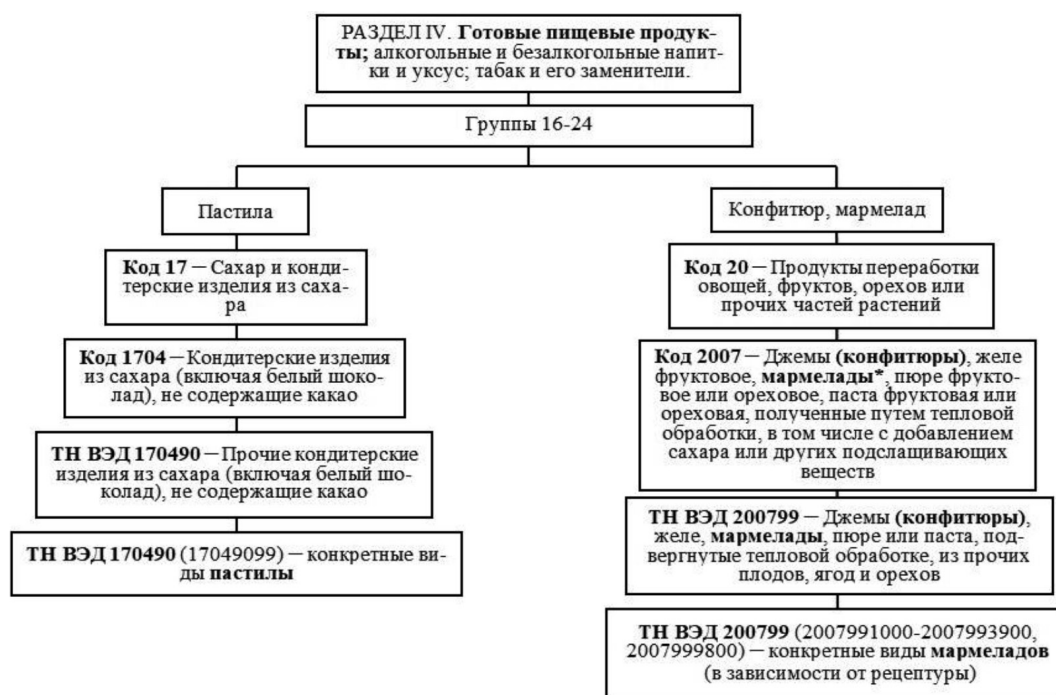 РАЗДЕЛ IV. Готовые пищевые продук-
ты; алкогольные и безалкогольные напит-
ки и уксус; табак и его заменители.
Группы 16-24
Пастила
Код 17 — Сахар и конди-
терские изделия из саха-
ра
Код 1704 — Кондитерские изделия
из сахара (включая белый шоко-
лад), не содержащие какао
ТН ВЭД 170490 — Прочие кондитерские
изделия из сахара (включая белый шо-
колад), не содержащие какао
ТН ВЭД 170490 (17049099) — конкретные ви-
ды пастилы
Конфитюр, мармелад
Код 20 — Продукты переработки
овощей, фруктов, орехов или
прочих частей растений
Код 2007 — Джемы (конфитюры), желе
фруктовое, мармелады*, пюре фрукто-
вое или ореховое, паста фруктовая или
ореховая, полученные путем тепловой
обработки, в том числе с добавлением
сахара или других подслащивающих
веществ
ТН ВЭД 200799 — Джемы (конфитюры),
желе, мармелады, пюре или паста, под-
вергнутые тепловой обработке, из прочих
плодов, ягод и орехов
ТН ВЭД 200799 (2007991000-2007993900,
2007999800) — конкретные виды мармеладов
(в зависимости от рецептуры)